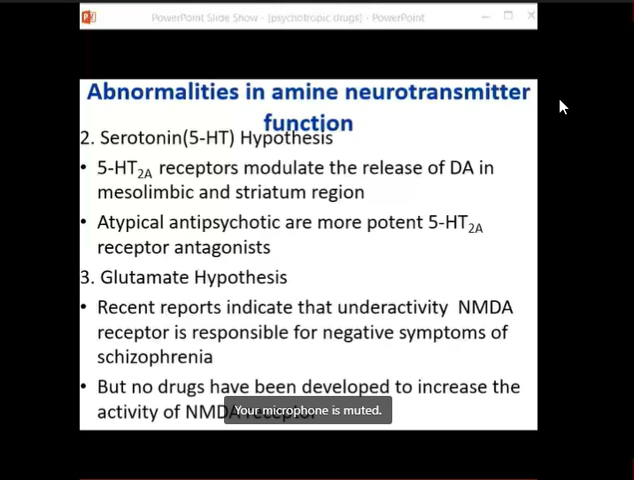 PowerPoint Slide Show - [psychotropic drugs] - PowerPoint
Abnormalities in amine neurotransmitter
function
2. Serotonin(5-HT) Hypothesis
• 5-HT2A receptors modulate the release of DA in
mesolimbic and striatum region
• Atypical antipsychotic are more potent 5-HT2A
receptor antagonists
3. Glutamate Hypothesis
• Recent reports indicate that underactivity NMDA
receptor is responsible for negative symptoms of
schizophrenia
• But no drugs have been developed to increase the
activity of NMDA receptor
Your microphone is muted.